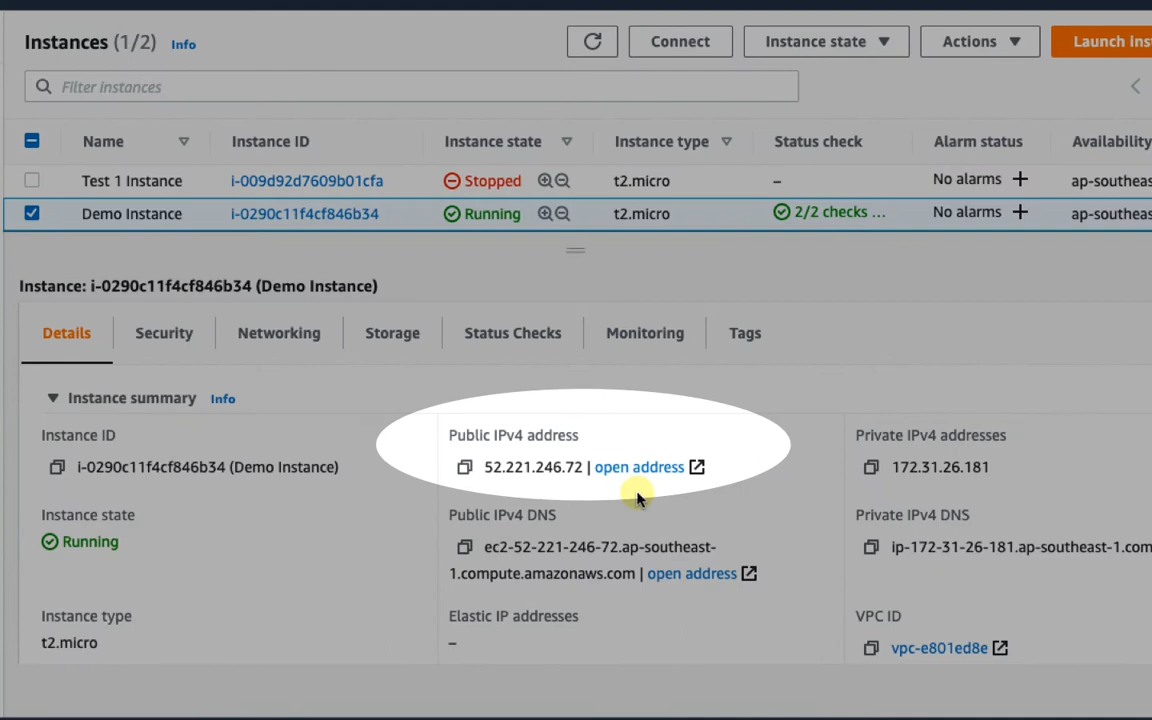 Instances (1/2) Info
Connect
Instance state
Actions
Launch Ins
Filter instances
Name Instance ID Instance state Instance type Status check Alarm status Availability
Test 1 Instance i-009d92d7609b01cfa Stopped t2.micro – No alarms +
ap-southeas
Demo Instance i-0290c11f4cf846b34 Running t2.micro 2/2 checks ... No alarms +
ap-southeas
Instance: i-0290c11f4cf846b34 (Demo Instance)
Details Security Networking Storage Status Checks Monitoring Tags
Instance summary Info
Instance ID
i-0290c11f4cf846b34 (Demo Instance)
Public IPv4 address
52.221.246.72 | open address
Private IPv4 addresses
172.31.26.181
Instance state
Running
Public IPv4 DNS
ec2-52-221-246-72.ap-southeast-
1.compute.amazonaws.com | open address
Private IPv4 DNS
ip-172-31-26-181.ap-southeast-1.com
Instance type
t2.micro
Elastic IP addresses
–
VPC ID
vpc-e801ed8e